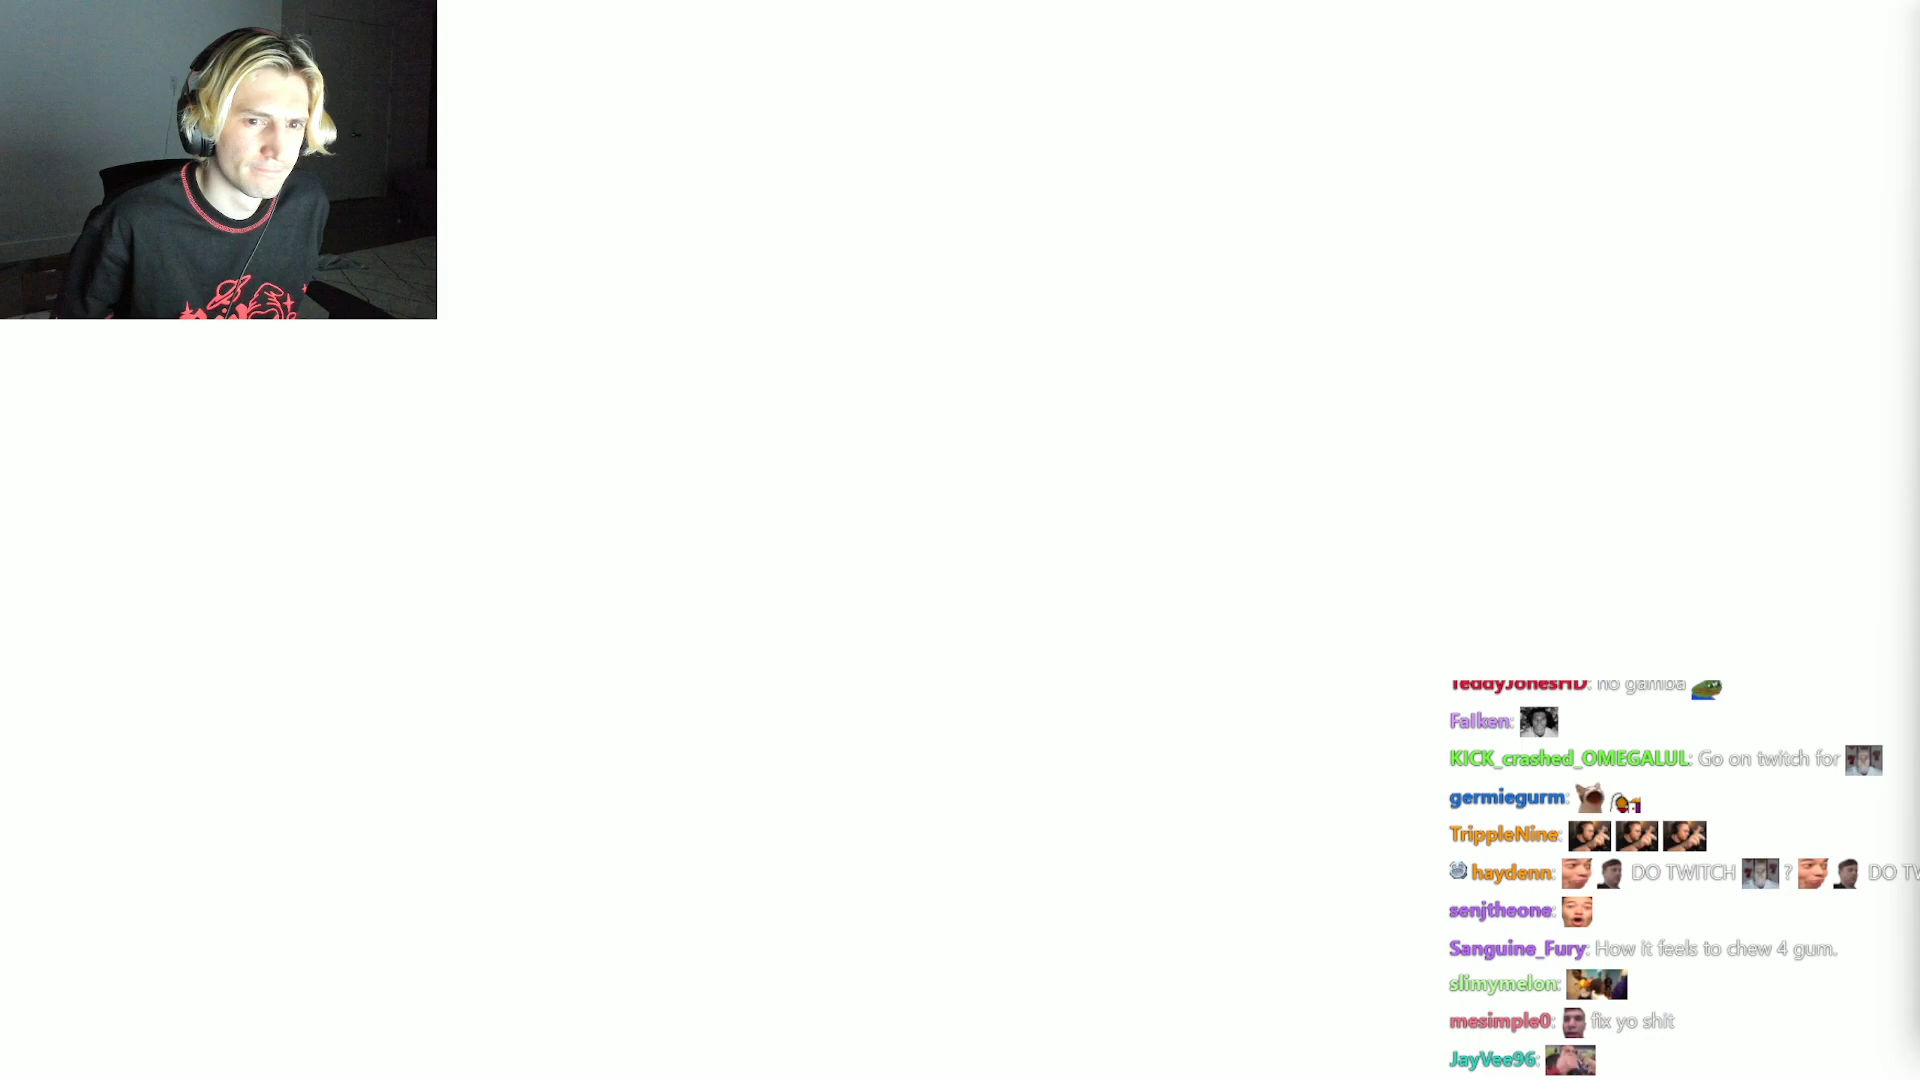 TeddyJonesHD: no gamba
Falken:
KICK_crashed_OMEGALUL: Go on twitch for
germiegurm:
TrippleNine:
haydenn: DO TWITCH ? DO TW
senjtheone:
Sanguine_Fury: How it feels to chew 4 gum.
slimymelon:
mesimple0: fix yo shit
JayVee96: